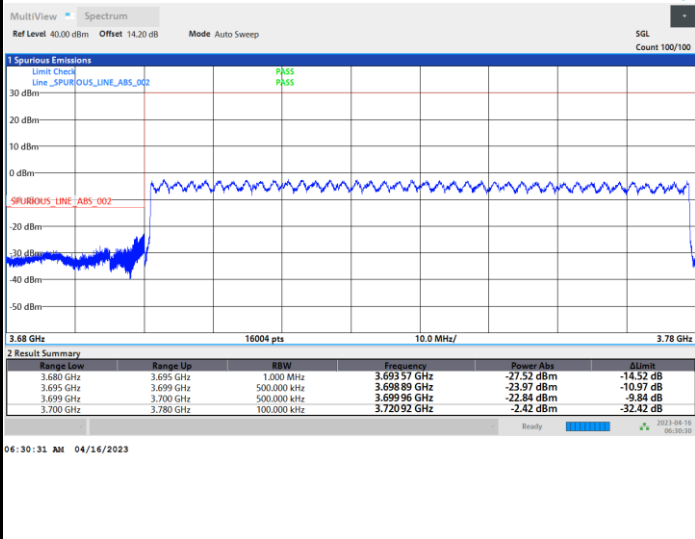 MultiView Spectrum
Ref Level 40.00 dBm Offset 14.20 dB Mode Auto Sweep SGL
Count 100/100
1 Spurious Emissions
Limit Check PASS
Line _SPURIOUS_LINE_ABS_002 PASS
30 dBm
20 dBm
10 dBm
0 dBm
_SPURIOUS_LINE_ABS_002
-20 dBm
-30 dBm
-40 dBm
-50 dBm
3.68 GHz 16004 pts 10.0 MHz/ 3.78 GHz
2 Result Summary
Range Low Range Up RBW Frequency Power Abs ΔLimit
3.680 GHz 3.695 GHz 1.000 MHz 3.693 57 GHz -27.52 dBm -14.52 dB
3.695 GHz 3.699 GHz 500.000 kHz 3.698 89 GHz -23.97 dBm -10.97 dB
3.699 GHz 3.700 GHz 500.000 kHz 3.699 96 GHz -22.84 dBm -9.84 dB
3.700 GHz 3.780 GHz 100.000 kHz 3.720 92 GHz -2.42 dBm -32.42 dB
Ready 2023-04-16
06:30:30
06:30:31 AM 04/16/2023